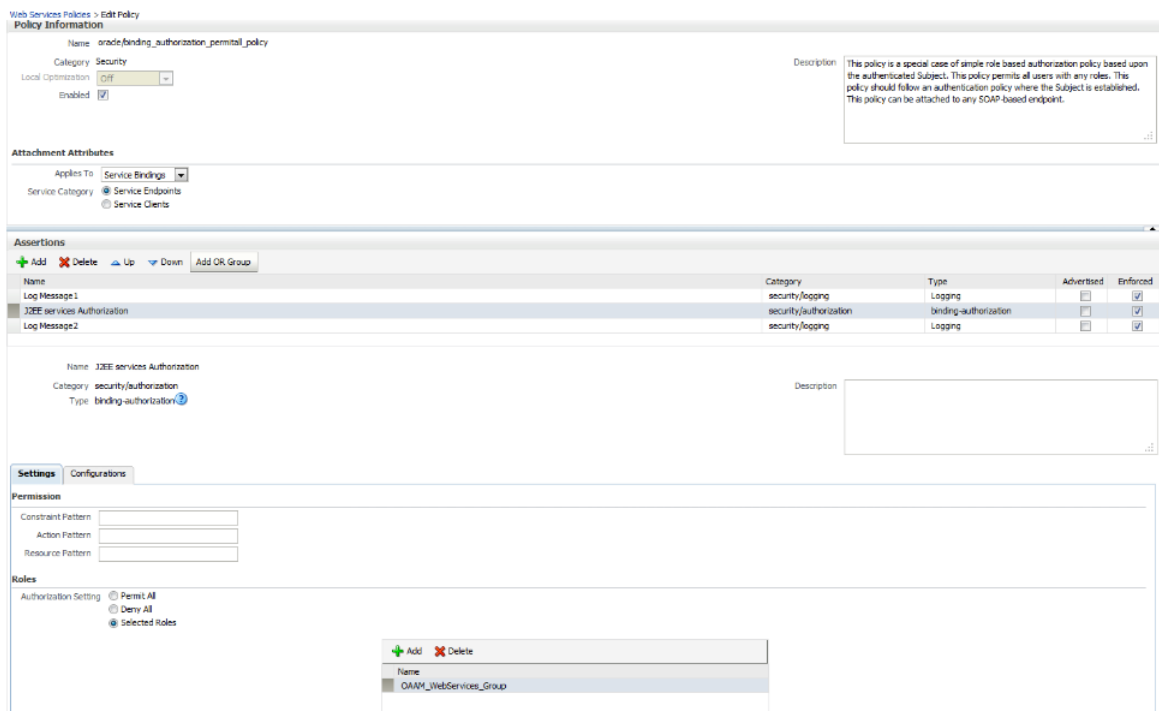 Web Services Policies > Edit Policy
Policy Information
Name oracle/binding_authorization_permitall_policy
Category Security
Local Optimization Off
Enabled
Description This policy is a special case of simple role based authorization policy based upon
the authenticated Subject. This policy permits all users with any roles. This
policy should follow an authentication policy where the Subject is established.
This policy can be attached to any SOAP-based endpoint.
Attachment Attributes
Applies To Service Bindings
Service Category Service Endpoints
Service Clients
Assertions
Add Delete Up Down Add OR Group
Name Category Type Advertised Enforced
Log Message1 security/logging Logging
J2EE services Authorization security/authorization binding-authorization
Log Message2 security/logging Logging
Name J2EE services Authorization
Category security/authorization
Type binding-authorization ?
Description
Settings Configurations
Permission
Constraint Pattern
Action Pattern
Resource Pattern
Roles
Authorization Setting Permit All
Deny All
Selected Roles
Add Delete
Name
OAAM_WebServices_Group